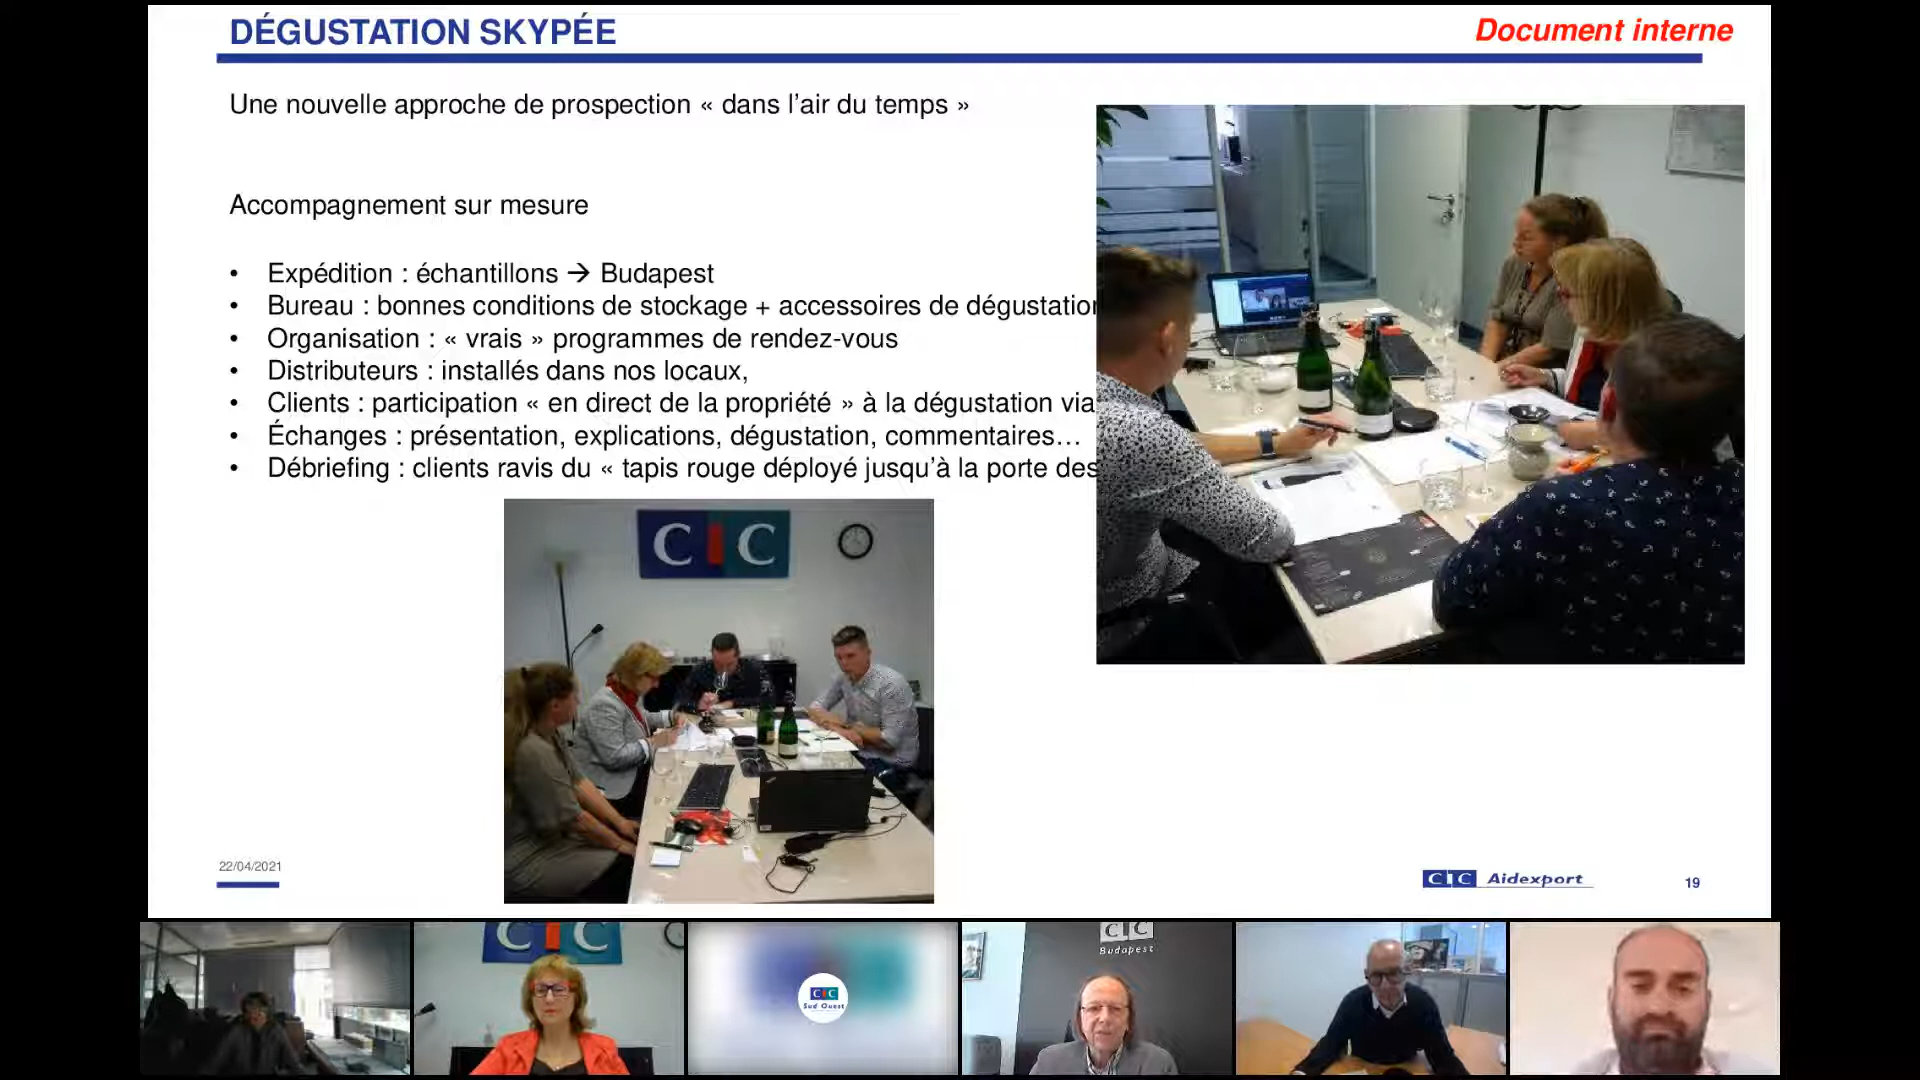 DÉGUSTATION SKYPÉE
Document interne
Une nouvelle approche de prospection « dans l’air du temps »
Accompagnement sur mesure
• Expédition : échantillons → Budapest
• Bureau : bonnes conditions de stockage + accessoires de dégustation
• Organisation : « vrais » programmes de rendez-vous
• Distributeurs : installés dans nos locaux,
• Clients : participation « en direct de la propriété » à la dégustation via
• Échanges : présentation, explications, dégustation, commentaires…
• Débriefing : clients ravis du « tapis rouge déployé jusqu’à la porte des
CIC
22/04/2021
CIC Aidexport
19
CIC
CIC
Sud Ouest
CIC
Budapest